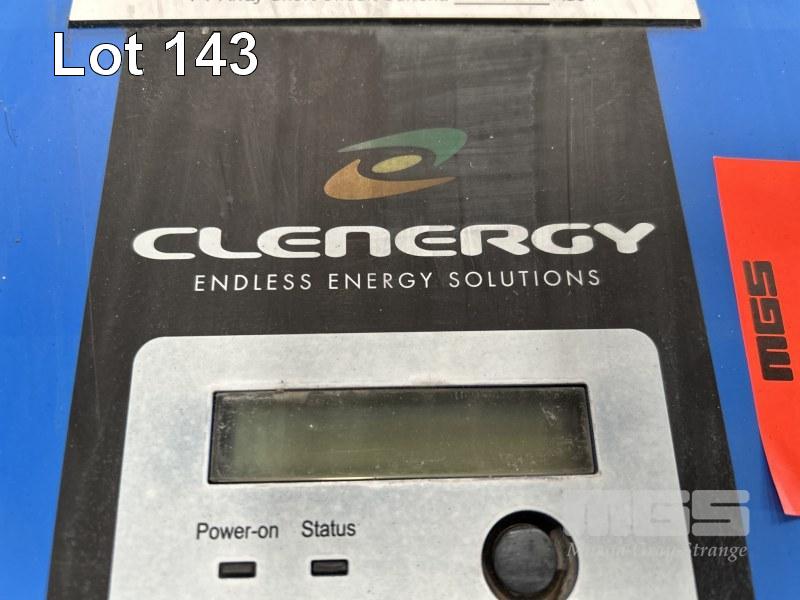 Lot 143
CLENERGY
ENDLESS ENERGY SOLUTIONS
MGS
Power-on Status
MGS